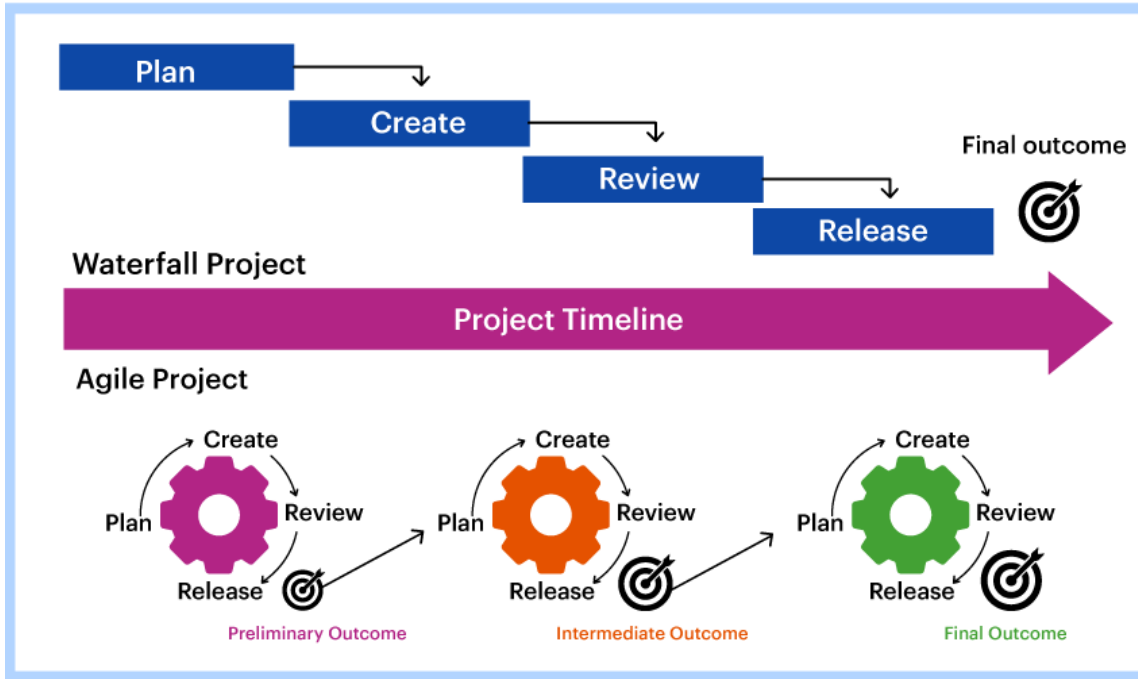 Plan
Create
Review
Release
Final outcome
Waterfall Project
Project Timeline
Agile Project
Plan
Create
Review
Release
Preliminary Outcome
Plan
Create
Review
Release
Intermediate Outcome
Plan
Create
Review
Release
Final Outcome